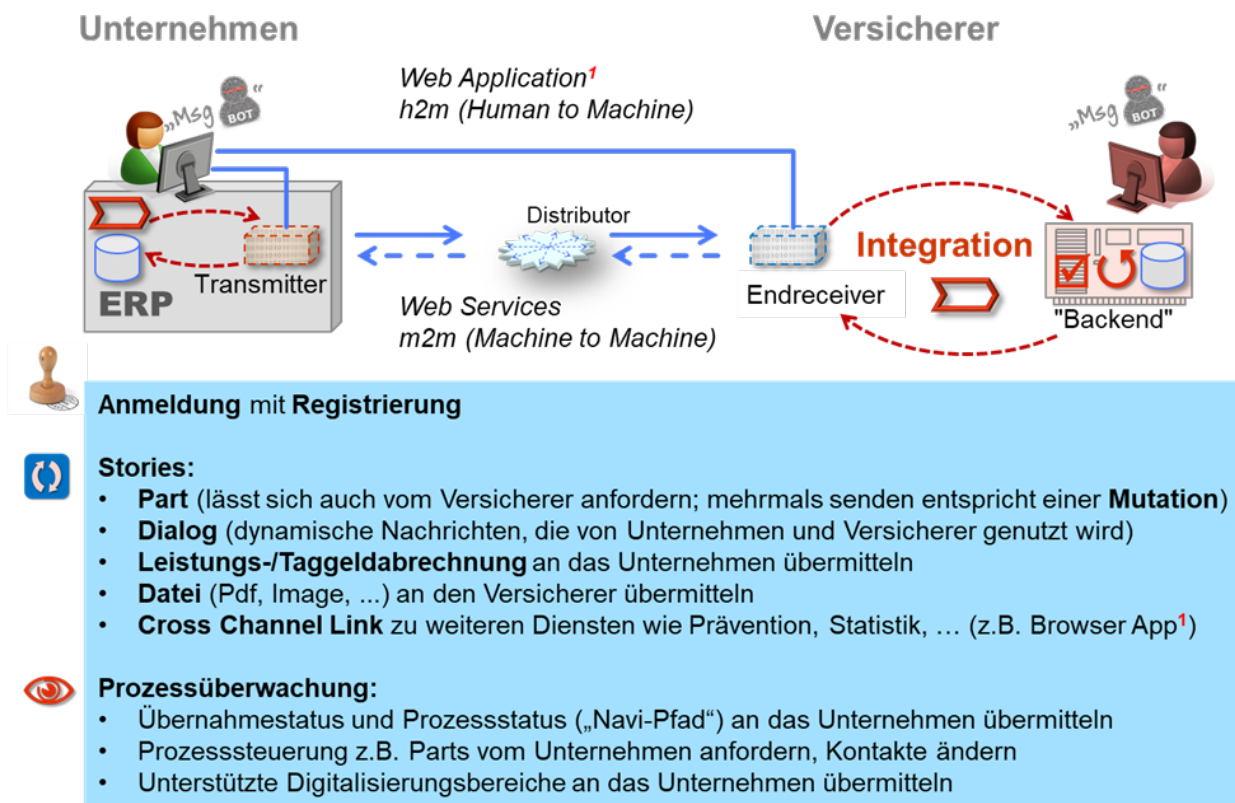 Unternehmen
Versicherer
Web Application¹
h2m (Human to Machine)
„Msg BOT“
„Msg BOT“
Distributor
Integration
Transmitter
ERP
Endreceiver
"Backend"
Web Services
m2m (Machine to Machine)
Anmeldung mit Registrierung
Stories:
• Part (lässt sich auch vom Versicherer anfordern; mehrmals senden entspricht einer Mutation)
• Dialog (dynamische Nachrichten, die von Unternehmen und Versicherer genutzt wird)
• Leistungs-/Taggeldabrechnung an das Unternehmen übermitteln
• Datei (Pdf, Image, ...) an den Versicherer übermitteln
• Cross Channel Link zu weiteren Diensten wie Prävention, Statistik, … (z.B. Browser App¹)
Prozessüberwachung:
• Übernahmestatus und Prozessstatus („Navi-Pfad“) an das Unternehmen übermitteln
• Prozesssteuerung z.B. Parts vom Unternehmen anfordern, Kontakte ändern
• Unterstützte Digitalisierungsbereiche an das Unternehmen übermitteln